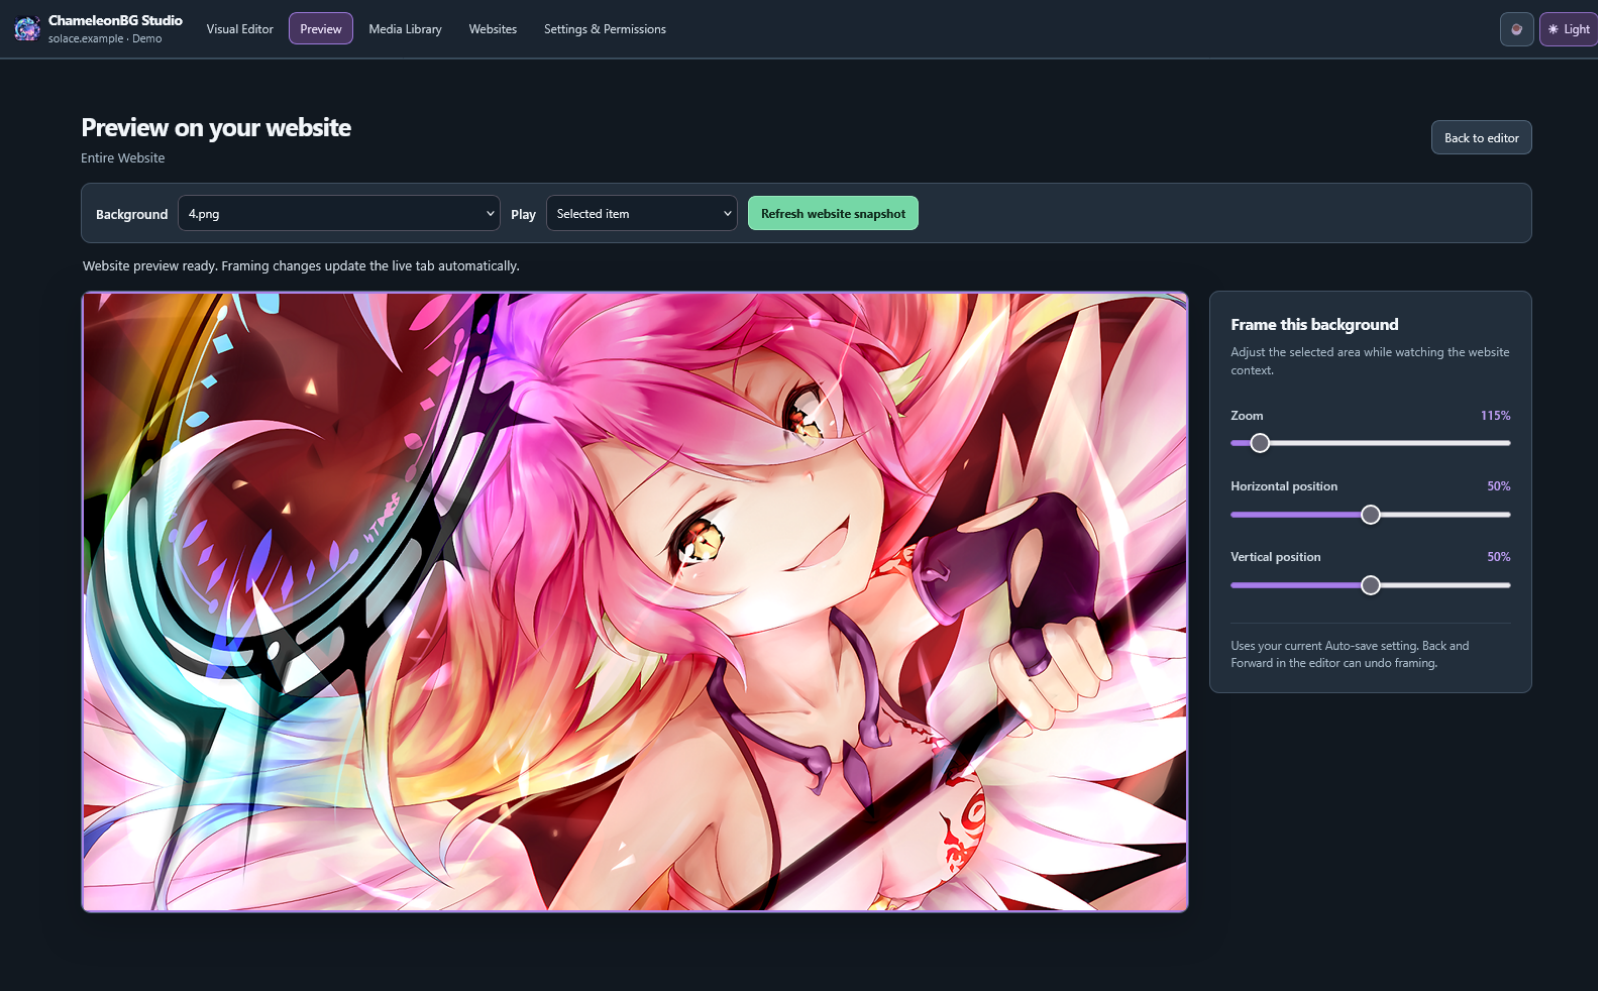 ChameleonBG Studio
solace.example · Demo
Visual Editor
Preview
Media Library
Websites
Settings & Permissions
Light
Preview on your website
Entire Website
Back to editor
Background
4.png
Play
Selected item
Refresh website snapshot
Website preview ready. Framing changes update the live tab automatically.
Frame this background
Adjust the selected area while watching the website
context.
Zoom
115%
Horizontal position
50%
Vertical position
50%
Uses your current Auto-save setting. Back and
Forward in the editor can undo framing.